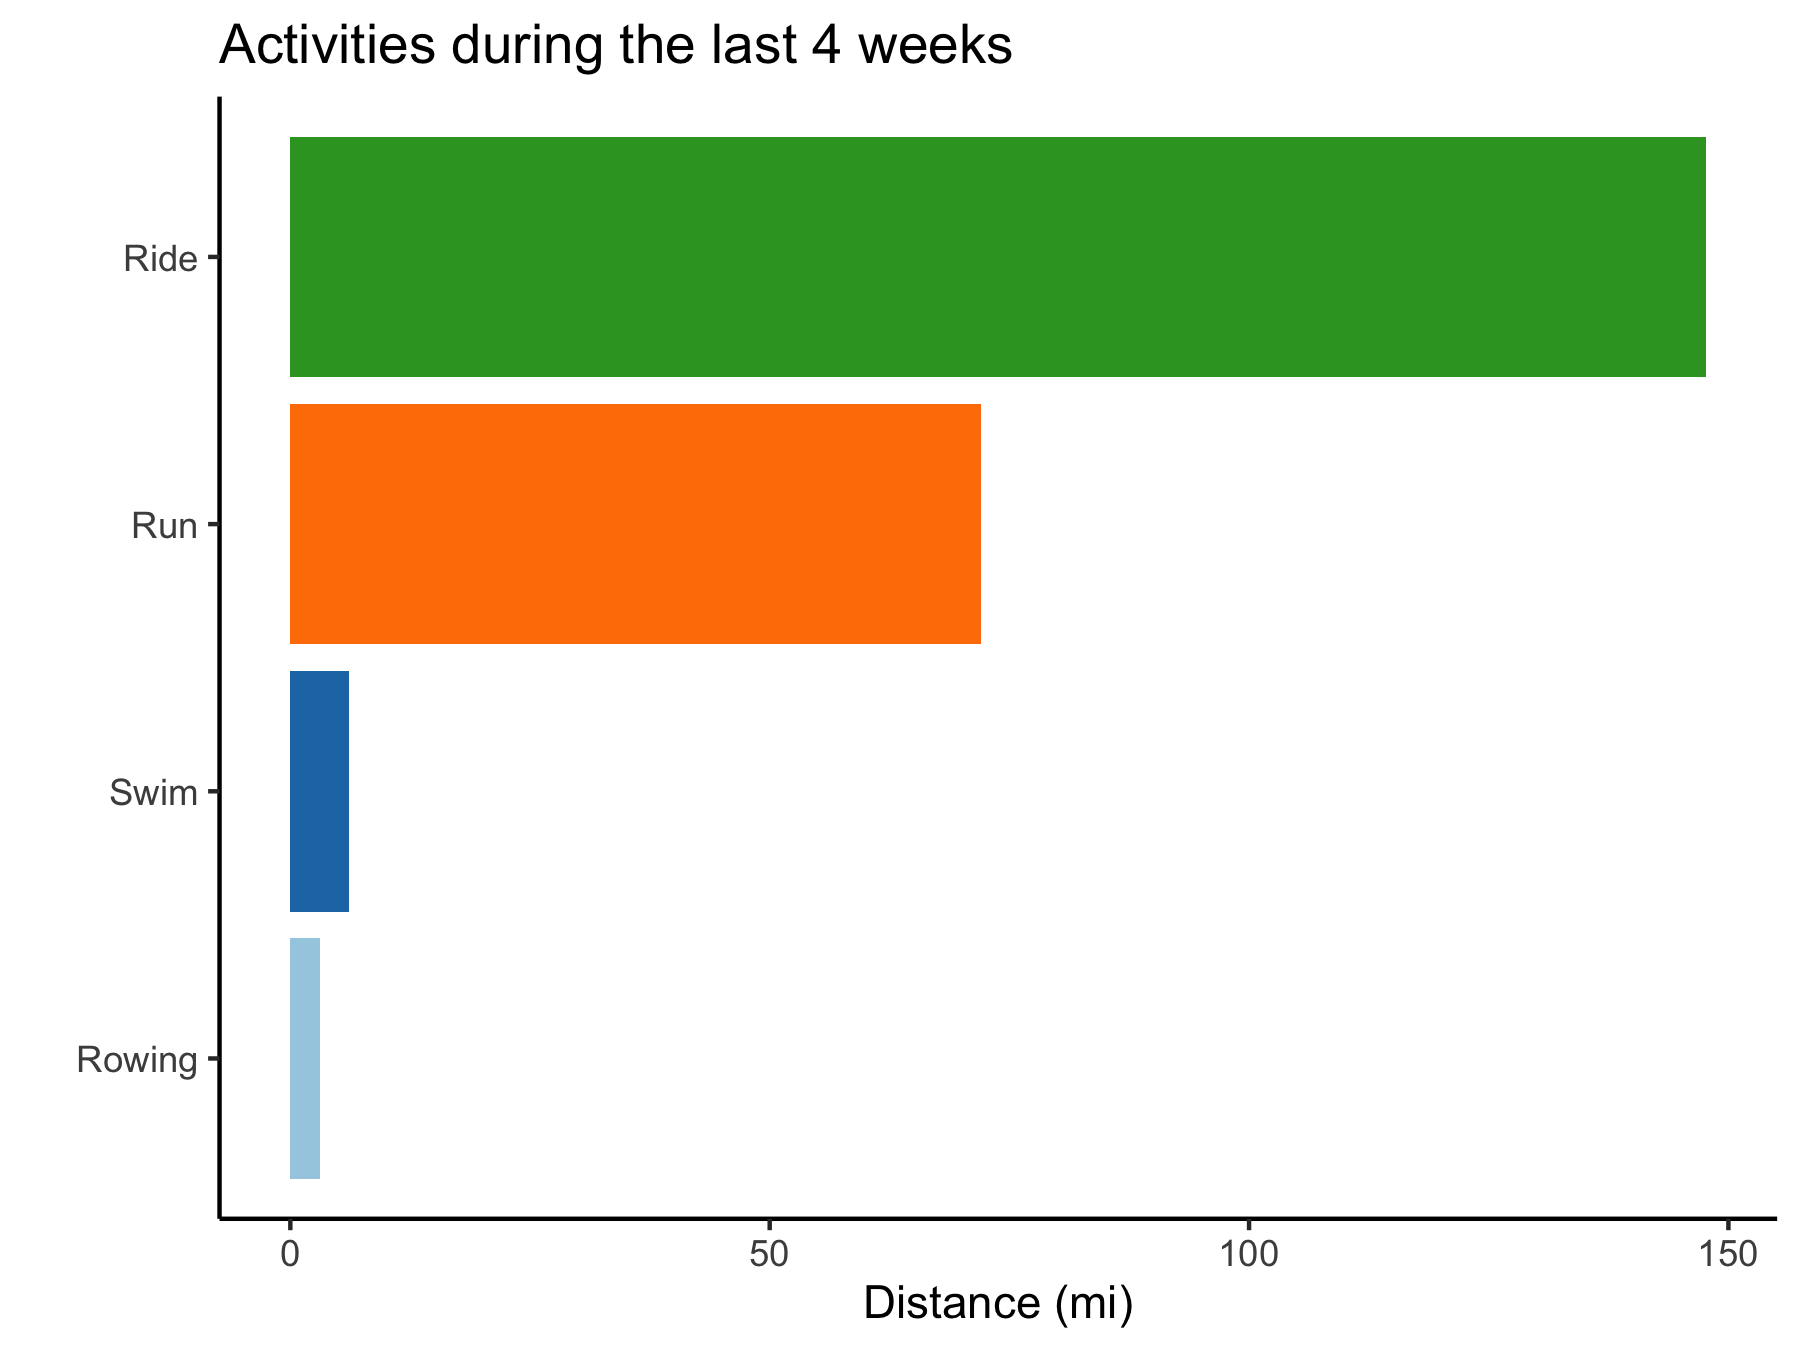 Activities during the last 4 weeks
Ride
Run
Swim
Rowing
0 50 100 150
Distance (mi)